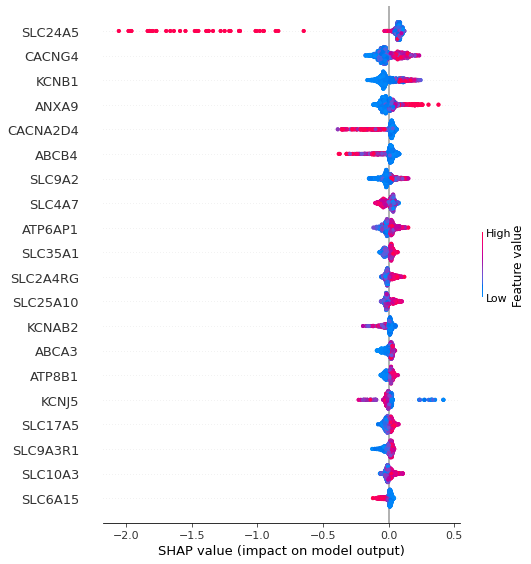 SLC24A5
CACNG4
KCNB1
ANXA9
CACNA2D4
ABCB4
SLC9A2
SLC4A7
ATP6AP1
SLC35A1
SLC2A4RG
SLC25A10
KCNAB2
ABCA3
ATP8B1
KCNJ5
SLC17A5
SLC9A3R1
SLC10A3
SLC6A15
−2.0 −1.5 −1.0 −0.5 0.0 0.5
SHAP value (impact on model output)
High
Low
Feature value